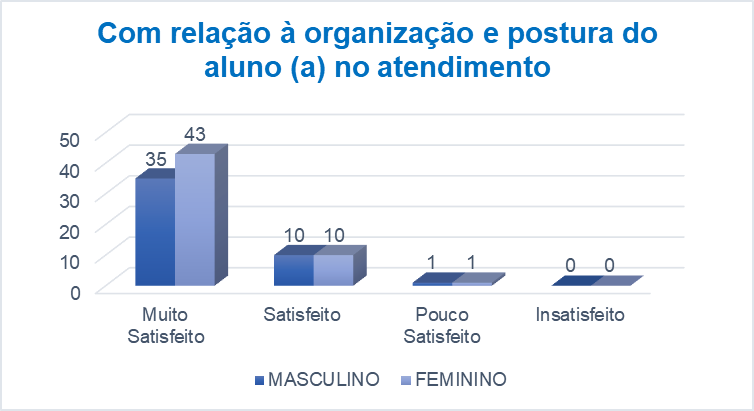 Com relação à organização e postura do
aluno (a) no atendimento
50
40
30
20
10
0
35
43
10
10
1
1
0
0
Muito
Satisfeito
Satisfeito
Pouco
Satisfeito
Insatisfeito
MASCULINO
FEMININO